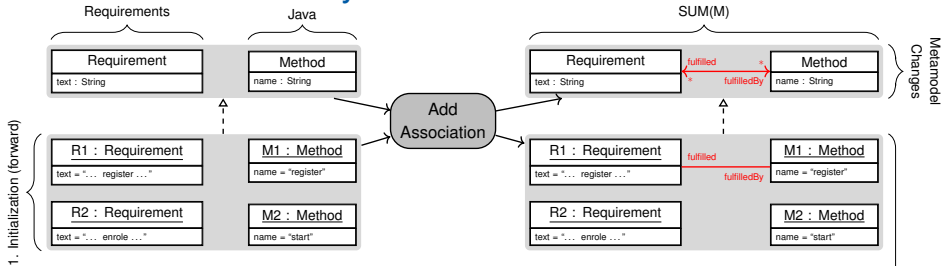 Requirements
Java
SUM(M)
Requirement
text : String
Method
name : String
Requirement
text : String
fulfilled
*
*
fulfilledBy
Method
name : String
Metamodel
Changes
Add
Association
1. Initialization (forward)
R1 : Requirement
text = “... register ...”
M1 : Method
name = “register”
R2 : Requirement
text = “... enrole ...”
M2 : Method
name = “start”
R1 : Requirement
text = “... register ...”
fulfilled
fulfilledBy
M1 : Method
name = “register”
R2 : Requirement
text = “... enrole ...”
M2 : Method
name = “start”